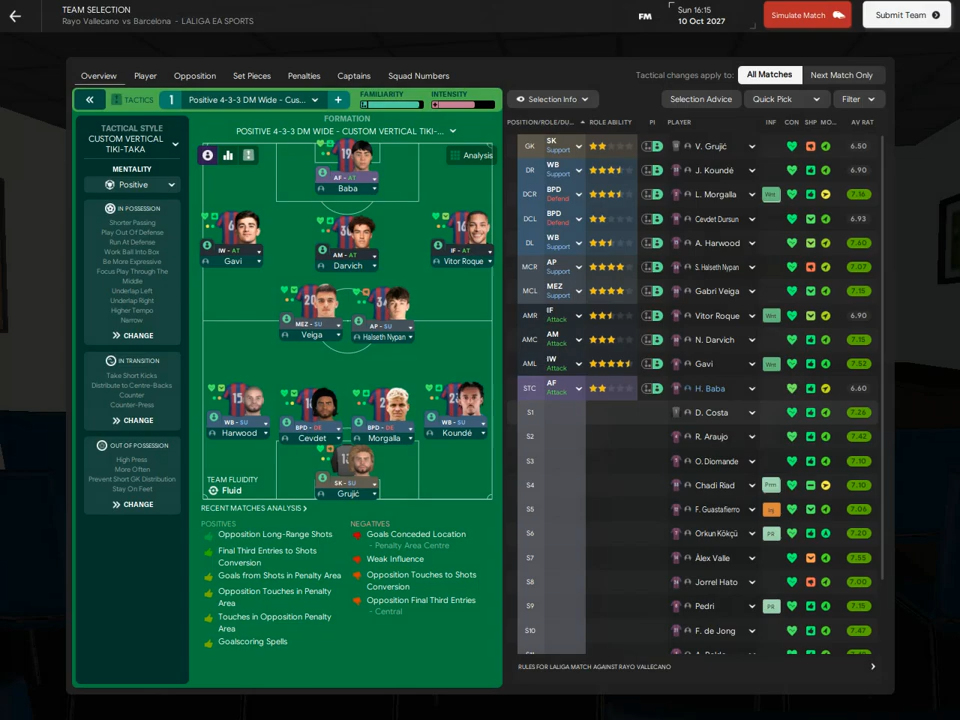 TEAM SELECTION
Rayo Vallecano vs Barcelona - LALIGA EA SPORTS
FM
Sun 16:15
10 Oct 2027
Simulate Match
Submit Team
Overview Player Opposition Set Pieces Penalties Captains Squad Numbers
Tactical changes apply to: All Matches Next Match Only
TACTICS 1 Positive 4-3-3 DM Wide - Cus... +
FAMILIARITY INTENSITY
Selection Info Selection Advice Quick Pick Filter
TACTICAL STYLE
CUSTOM VERTICAL
TIKI-TAKA
MENTALITY
Positive
IN POSSESSION
Shorter Passing
Play Out Of Defense
Run At Defense
Work Ball Into Box
Be More Expressive
Focus Play Through The
Middle
Underlap Left
Underlap Right
Higher Tempo
Narrow
CHANGE
IN TRANSITION
Take Short Kicks
Distribute to Centre-Backs
Counter
Counter-Press
CHANGE
OUT OF POSSESSION
High Press
More Often
Prevent Short GK Distribution
Stay On Feet
CHANGE
FORMATION
POSITIVE 4-3-3 DM WIDE - CUSTOM VERTICAL TIKI-...
Analysis
19
AF - AT
Baba
6
IW - AT
Gavi
AM - AT
Darvich
16
IF - AT
Vitor Roque
20
MEZ - SU
Veiga
AP - SU
Halseth Nypan
15
WB - SU
Harwood
BPD - DE
Cevdet
BPD - DE
Morgalla
WB - SU
Koundé
SK - SU
Grujić
TEAM FLUIDITY
Fluid
RECENT MATCHES ANALYSIS
POSITIVES
Opposition Long-Range Shots
Final Third Entries to Shots
Conversion
Goals from Shots in Penalty Area
Opposition Touches in Penalty
Area
Touches in Opposition Penalty
Area
Goalscoring Spells
NEGATIVES
Goals Conceded Location
- Penalty Area Centre
Weak Influence
Opposition Touches to Shots
Conversion
Opposition Final Third Entries
- Central
POSITION/ROLE/DU... ROLE ABILITY PI PLAYER INF CON SHP MO... AV RAT
GK SK Support V. Grujić 6.50
DR WB Support J. Koundé 6.90
DCR BPD Defend L. Morgalla Wnt 7.16
DCL BPD Defend Cevdet Dursun 6.93
DL WB Support A. Harwood 7.60
MCR AP Support S. Halseth Nypan 7.07
MCL MEZ Support Gabri Veiga 7.15
AMR IF Attack Vitor Roque Wnt 6.90
AMC AM Attack N. Darvich 7.15
AML IW Attack Gavi Wnt 7.52
STC AF Attack H. Baba 6.60
S1 D. Costa 7.26
S2 R. Araujo 7.42
S3 O. Diomande 7.10
S4 Chadi Riad Prm 7.10
S5 F. Guastafierro 7.06
S6 Orkun Kökçü PR 7.20
S7 Àlex Valle 7.55
S8 Jorrel Hato 7.00
S9 Pedri PR 7.15
S10 F. de Jong 7.47
RULES FOR LALIGA MATCH AGAINST RAYO VALLECANO